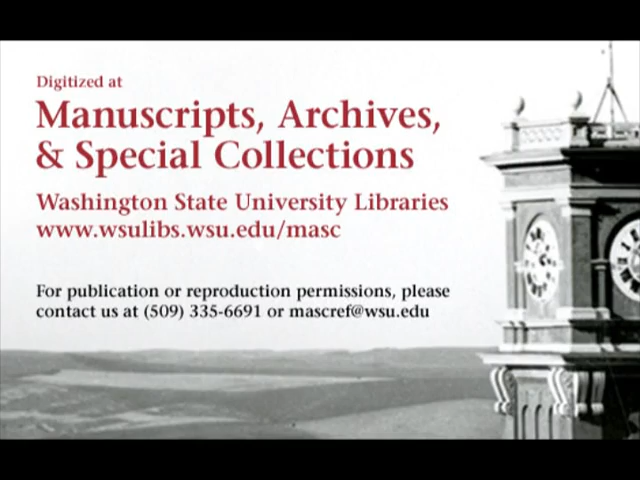 Digitized at
Manuscripts, Archives,
& Special Collections
Washington State University Libraries
www.wsulibs.wsu.edu/masc
For publication or reproduction permissions, please
contact us at (509) 335-6691 or mascref@wsu.edu